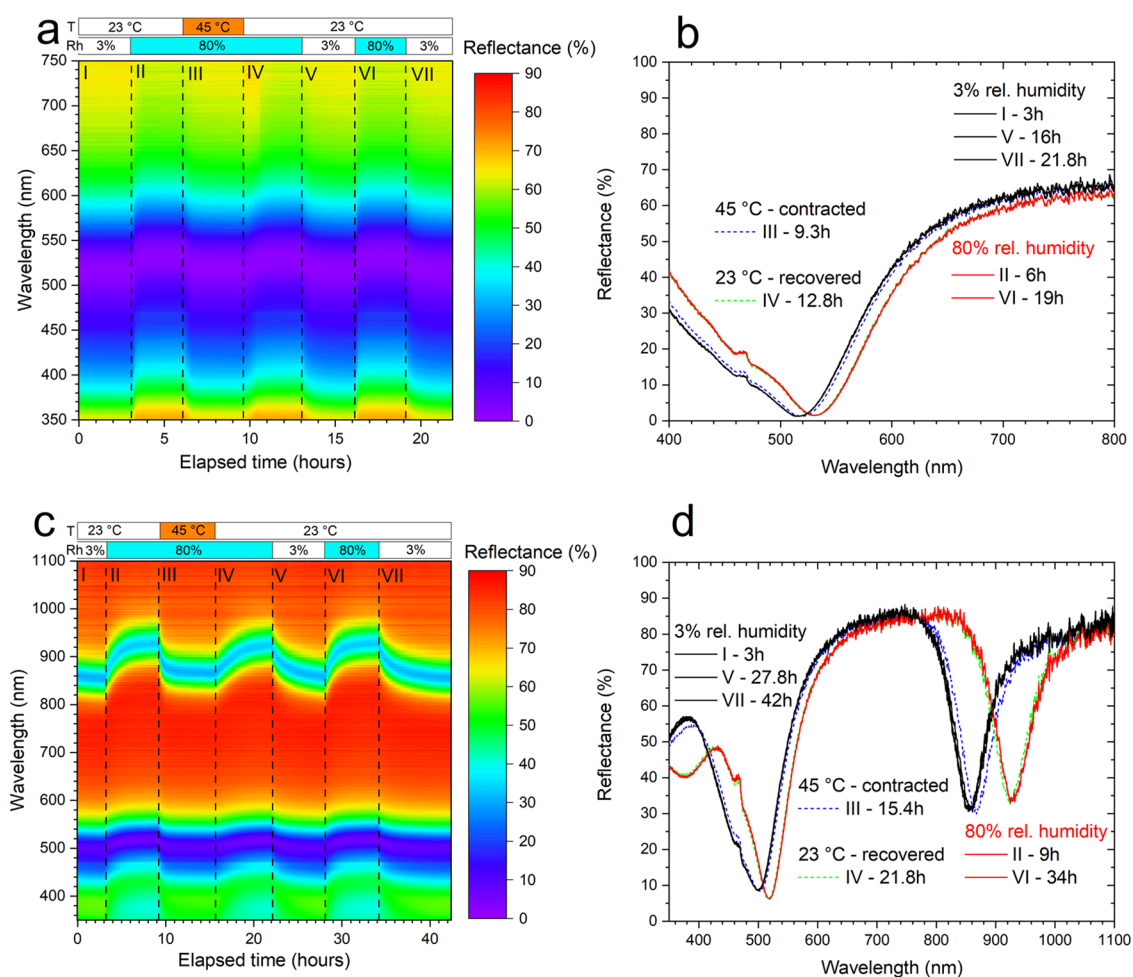 a
T 23 °C 45 °C 23 °C
Rh 3% 80% 3% 80% 3%
Reflectance (%)
I II III IV V VI VII
750
700
650
600
550
500
450
400
350
Wavelength (nm)
0 5 10 15 20
Elapsed time (hours)
90
80
70
60
50
40
30
20
10
0
b
100
90
80
70
60
50
40
30
20
10
0
Reflectance (%)
3% rel. humidity
I - 3h
V - 16h
VII - 21.8h
45 °C - contracted
III - 9.3h
23 °C - recovered
IV - 12.8h
80% rel. humidity
II - 6h
VI - 19h
400 500 600 700 800
Wavelength (nm)
c
T 23 °C 45 °C 23 °C
Rh 3% 80% 3% 80% 3%
Reflectance (%)
I II III IV V VI VII
1100
1000
900
800
700
600
500
400
Wavelength (nm)
0 10 20 30 40
Elapsed time (hours)
90
80
70
60
50
40
30
20
10
0
d
100
90
80
70
60
50
40
30
20
10
0
Reflectance (%)
3% rel. humidity
I - 3h
V - 27.8h
VII - 42h
45 °C - contracted
III - 15.4h
23 °C - recovered
IV - 21.8h
80% rel. humidity
II - 9h
VI - 34h
400 500 600 700 800 900 1000 1100
Wavelength (nm)